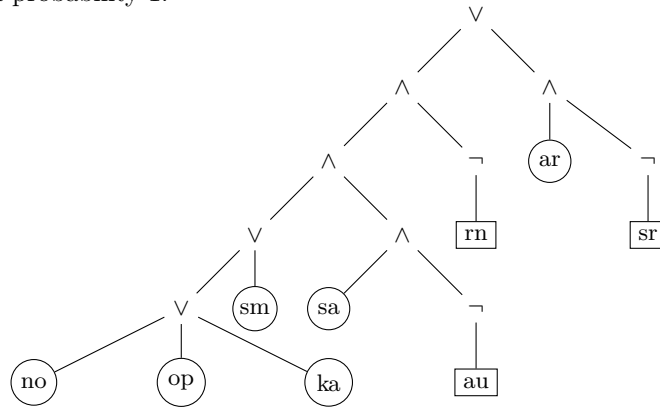 probability 1.
∨
∧ ∧
∧ ¬ ar ¬
∨ ∧ rn sr
∨ sm sa ¬
no op ka au